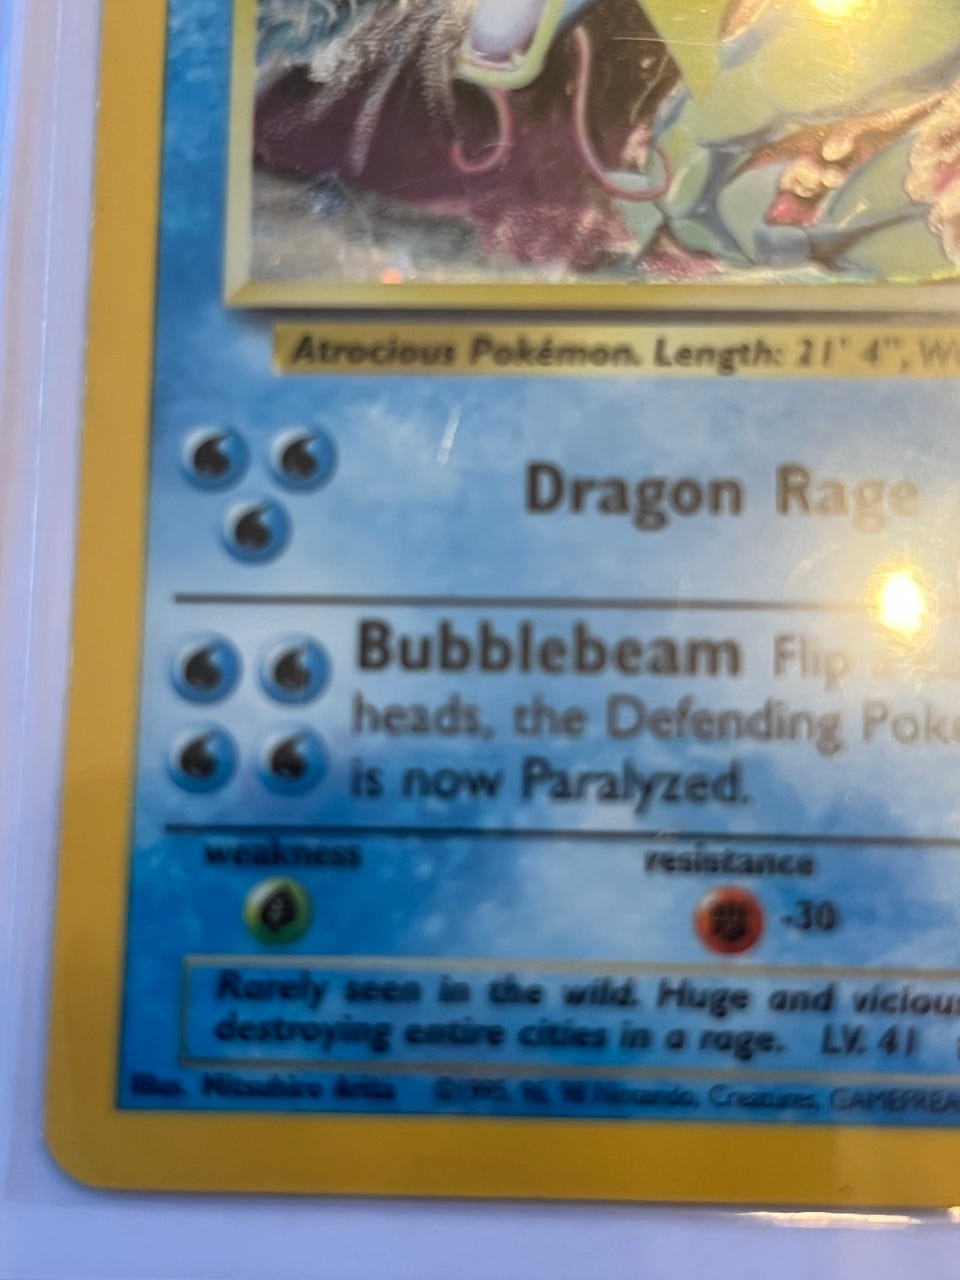 Atrocious Pokémon. Length: 21' 4",
Dragon Rage
Bubblebeam Flip
heads, the Defending
is now Paralyzed.
weakness resistance
-30
Rarely seen in the wild. Huge and
destroying entire cities in a rage. LV. 41
Illus. Mitsuhiro Arita ©1995, 96, 98 Nintendo, Creatures,